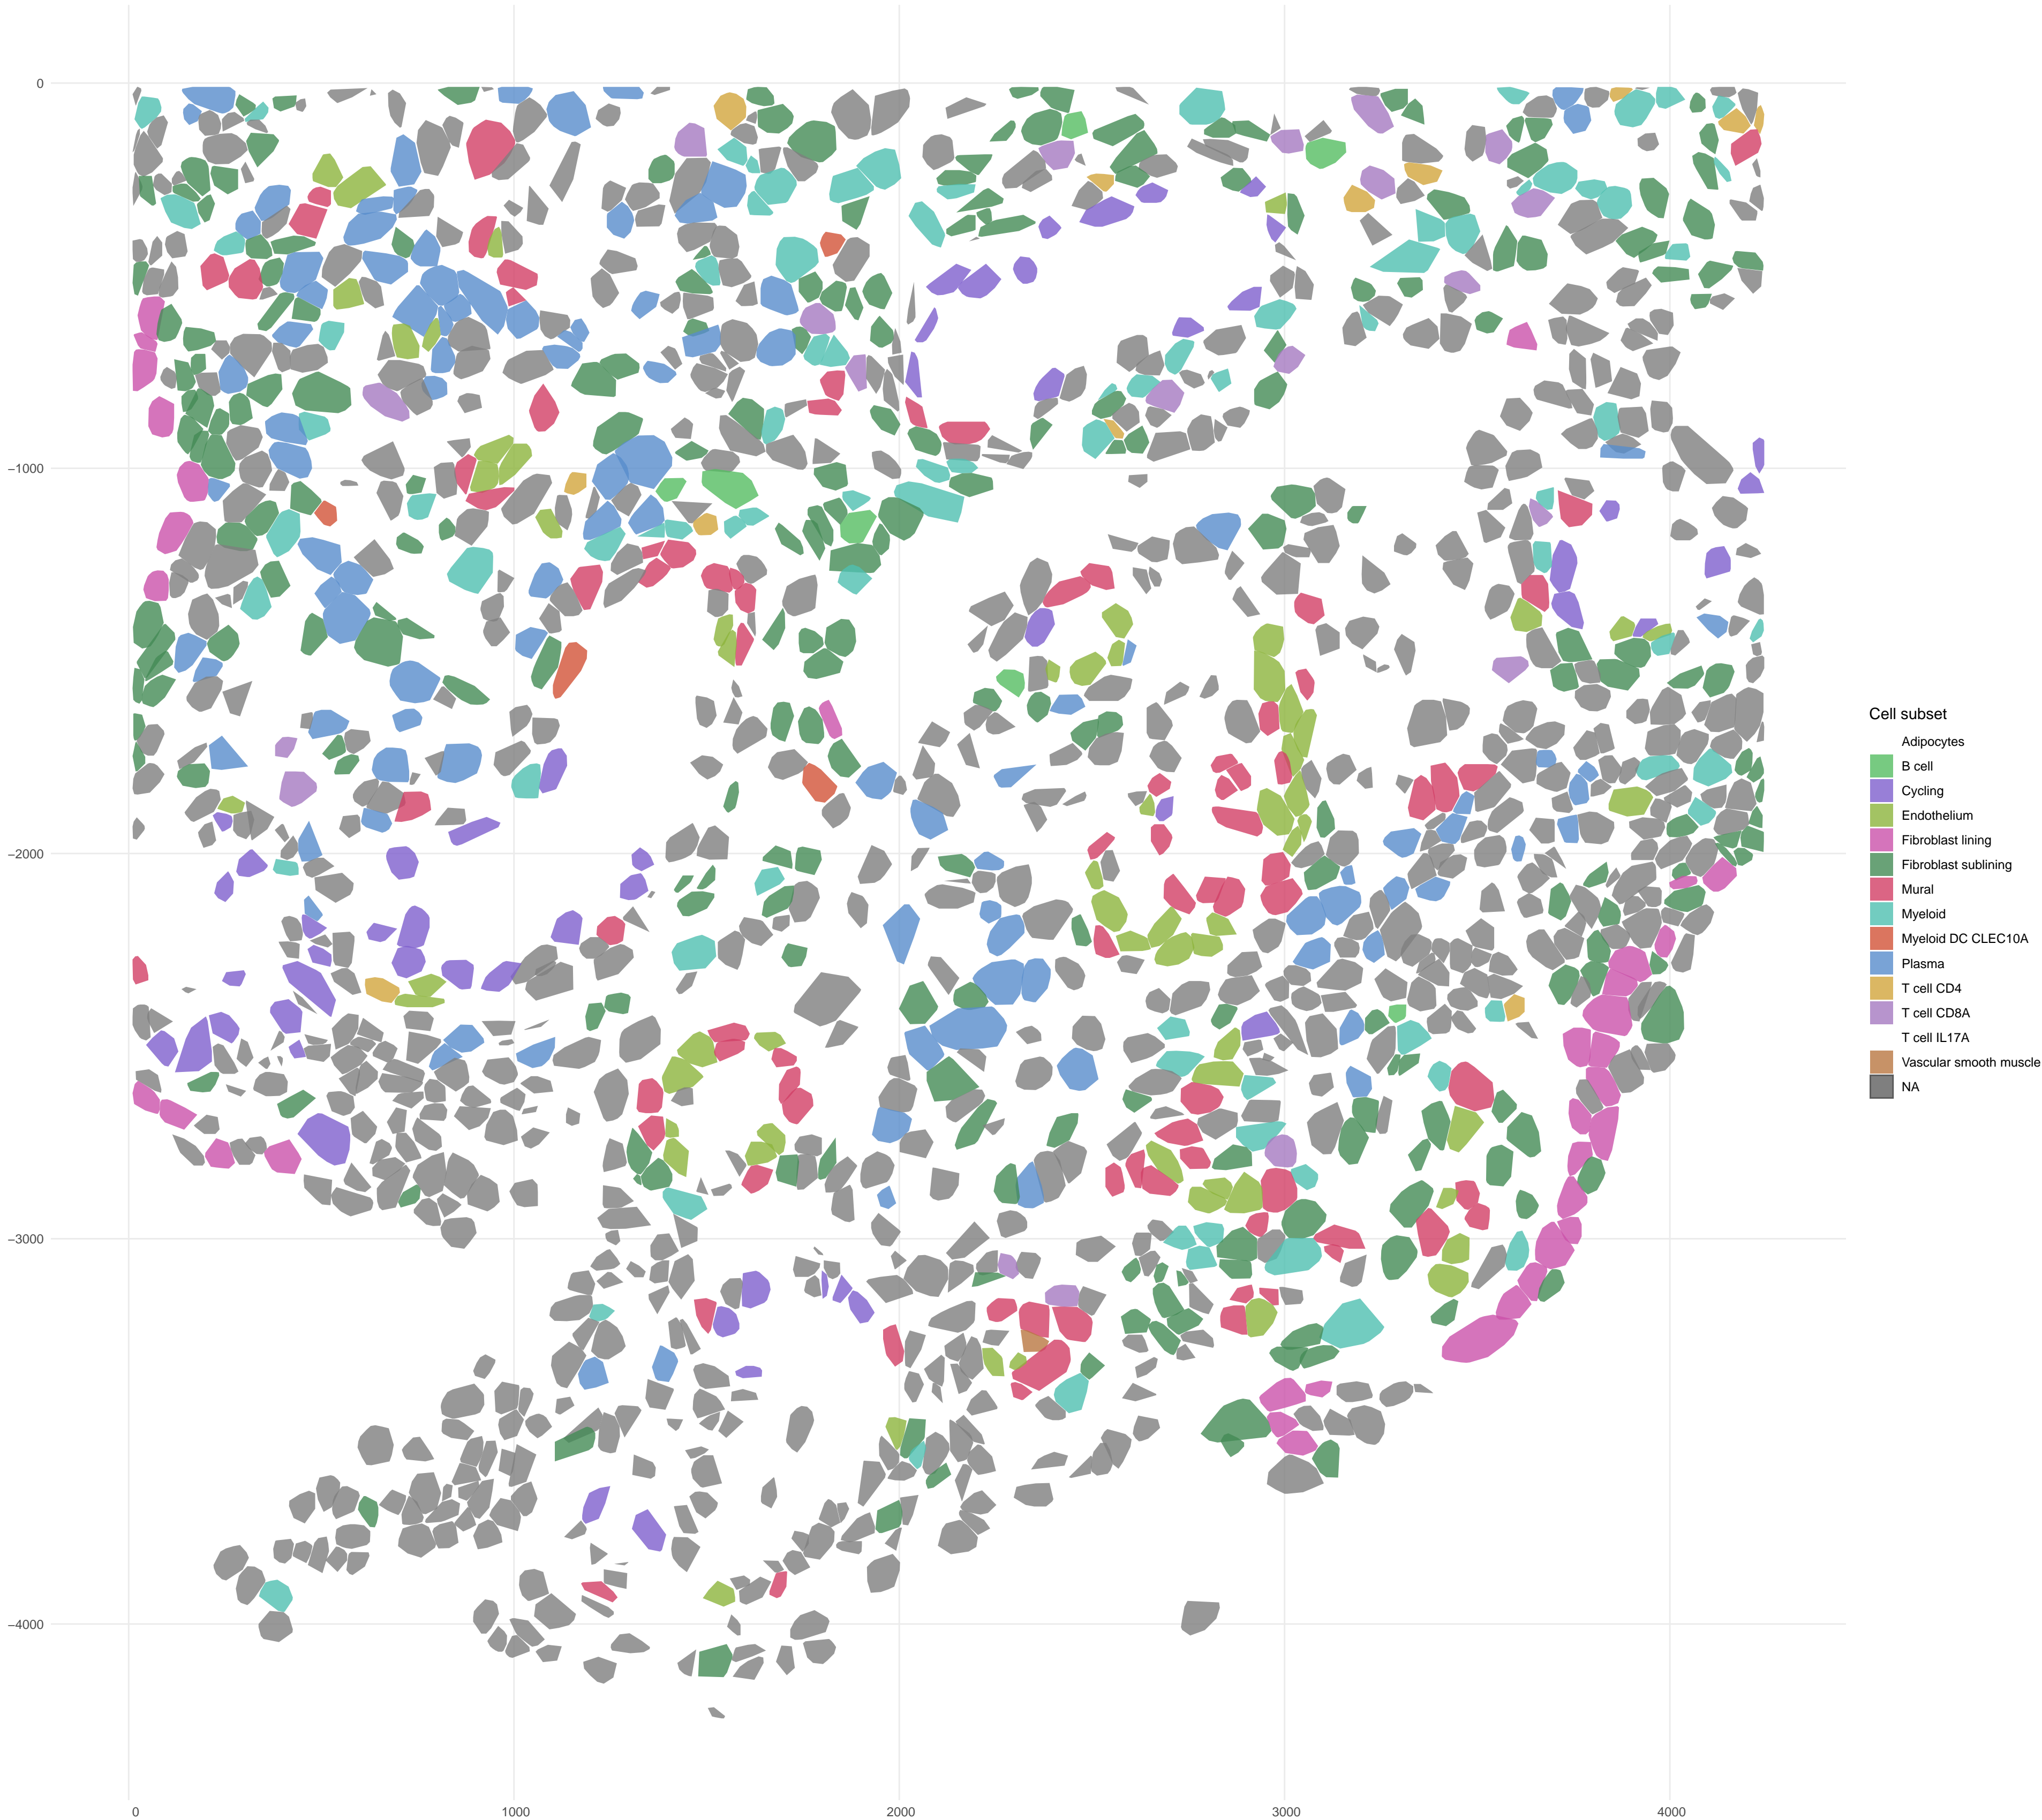 0
−1000
−2000
−3000
−4000
0
1000
2000
3000
4000
Cell subset
Adipocytes
B cell
Cycling
Endothelium
Fibroblast lining
Fibroblast sublining
Mural
Myeloid
Myeloid DC CLEC10A
Plasma
T cell CD4
T cell CD8A
T cell IL17A
Vascular smooth muscle
NA